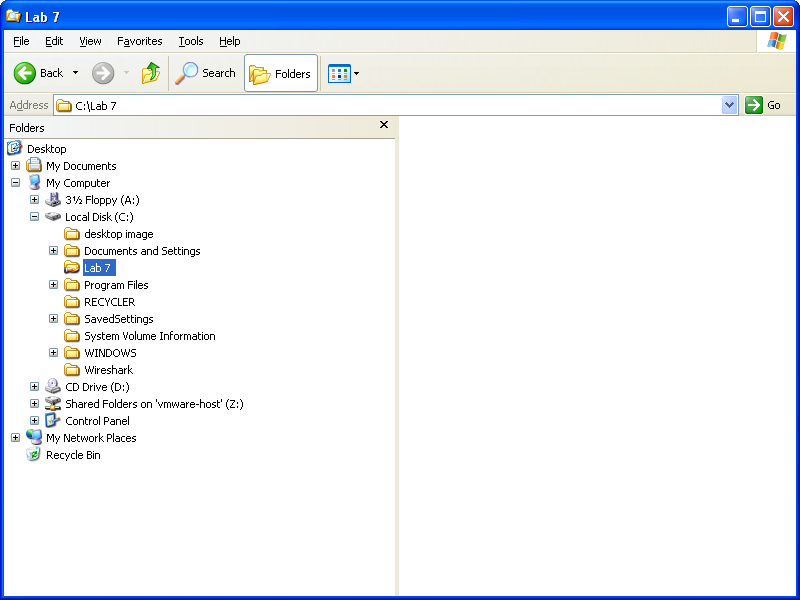 Lab 7
File Edit View Favorites Tools Help
Back Search Folders
Address C:\Lab 7 Go
Folders
Desktop
My Documents
My Computer
3½ Floppy (A:)
Local Disk (C:)
desktop image
Documents and Settings
Lab 7
Program Files
RECYCLER
SavedSettings
System Volume Information
WINDOWS
Wireshark
CD Drive (D:)
Shared Folders on 'vmware-host' (Z:)
Control Panel
My Network Places
Recycle Bin